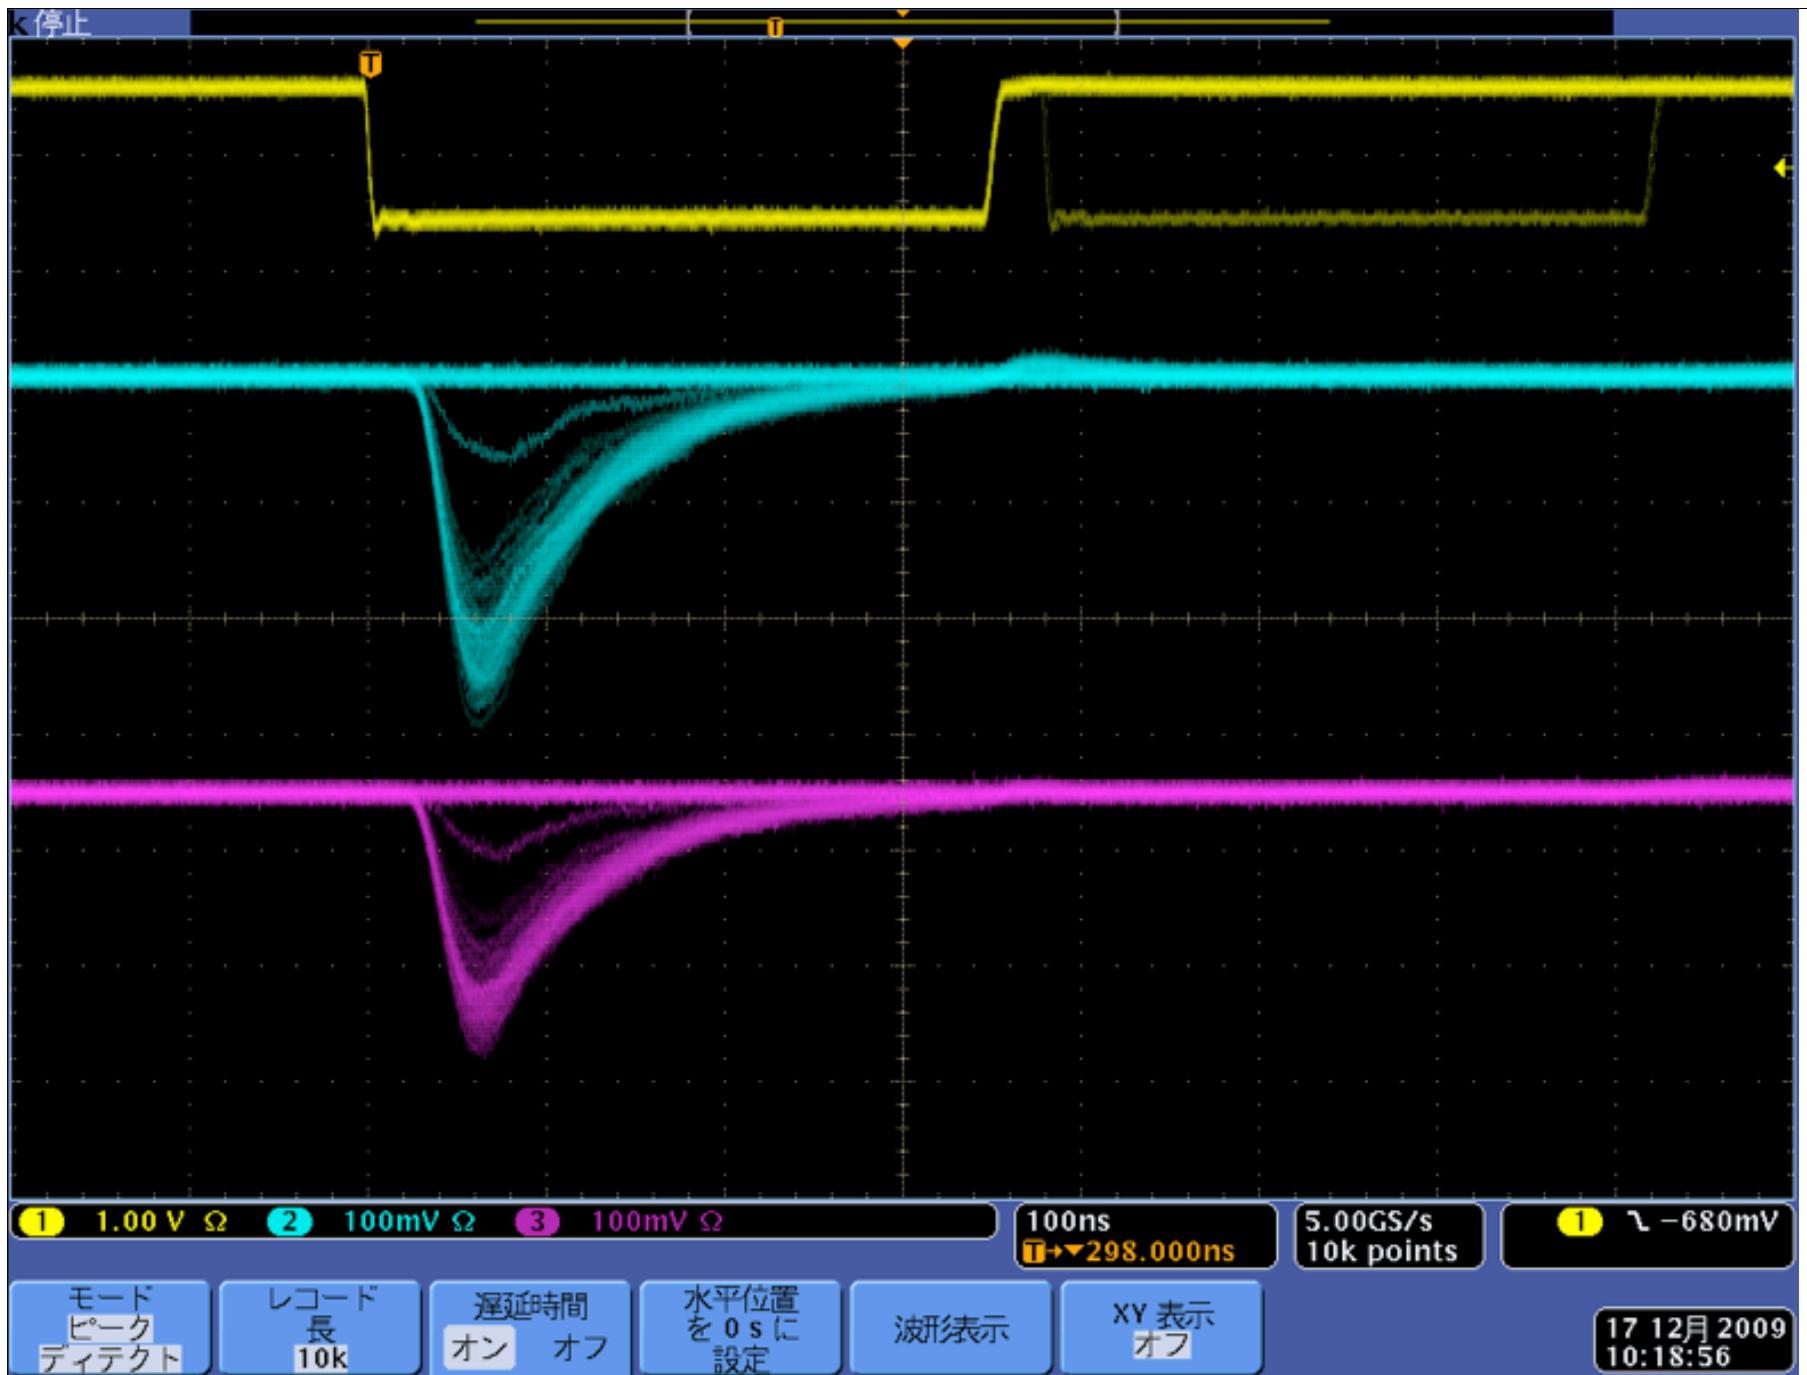 k 停止
T
T
1 1.00 V Ω 2 100mV Ω 3 100mV Ω
100ns
T→▼298.000ns
5.00GS/s
10k points
1 ↘ −680mV
モード
ピーク
ディテクト
レコード
長
10k
遅延時間
オン オフ
水平位置
を 0 s に
設定
波形表示
XY 表示
オフ
17 12月 2009
10:18:56